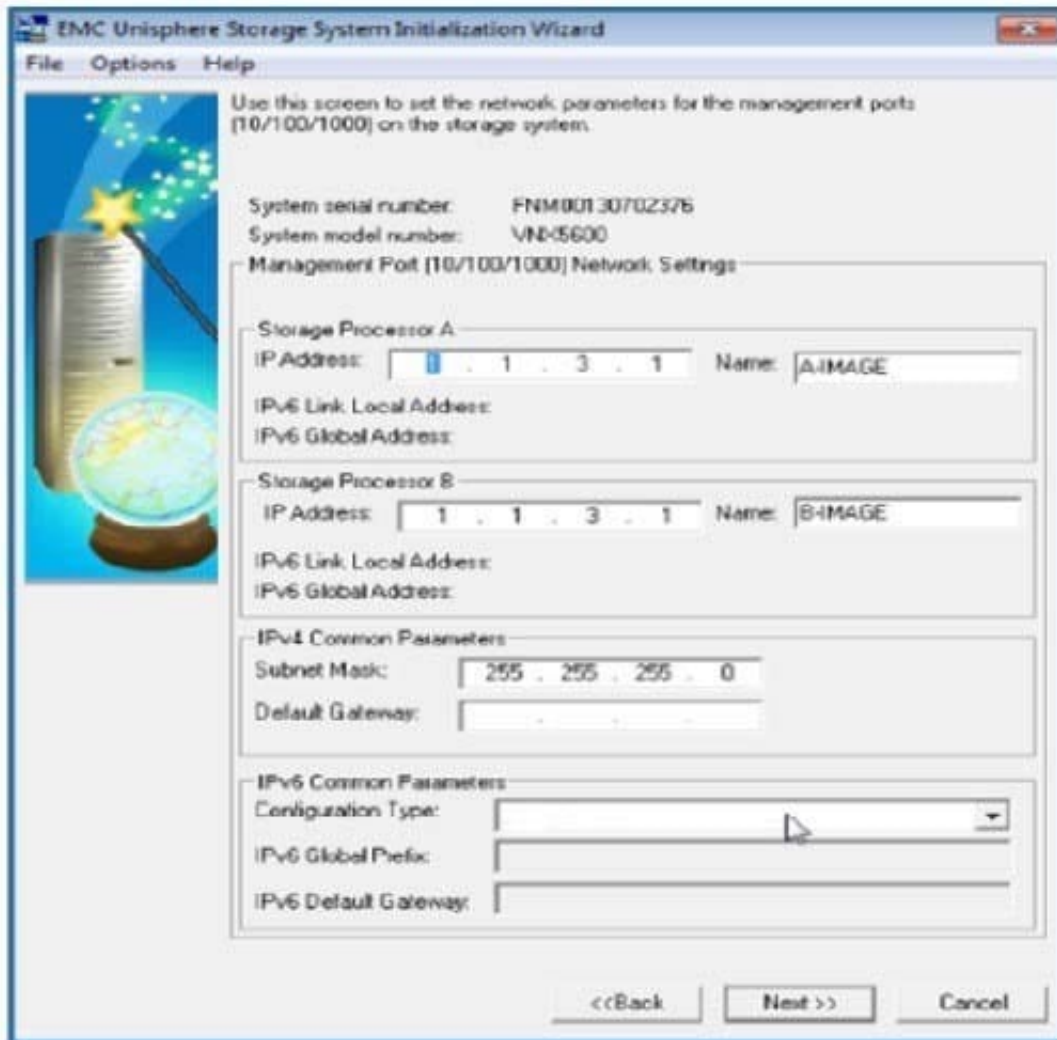 EMC Unisphere Storage System Initialization Wizard
File Options Help
Use this screen to set the network parameters for the management ports
(10/100/1000) on the storage system.
System serial number: FNM00130702376
System model number: VNX5600
Management Port (10/100/1000) Network Settings
Storage Processor A
IP Address: 1 . 1 . 3 . 1 Name: A-IMAGE
IPv6 Link Local Address:
IPv6 Global Address:
Storage Processor B
IP Address: 1 . 1 . 3 . 1 Name: B-IMAGE
IPv6 Link Local Address:
IPv6 Global Address:
IPv4 Common Parameters
Subnet Mask: 255 . 255 . 255 . 0
Default Gateway: . . .
IPv6 Common Parameters
Configuration Type:
IPv6 Global Prefix:
IPv6 Default Gateway:
<<Back Next >> Cancel